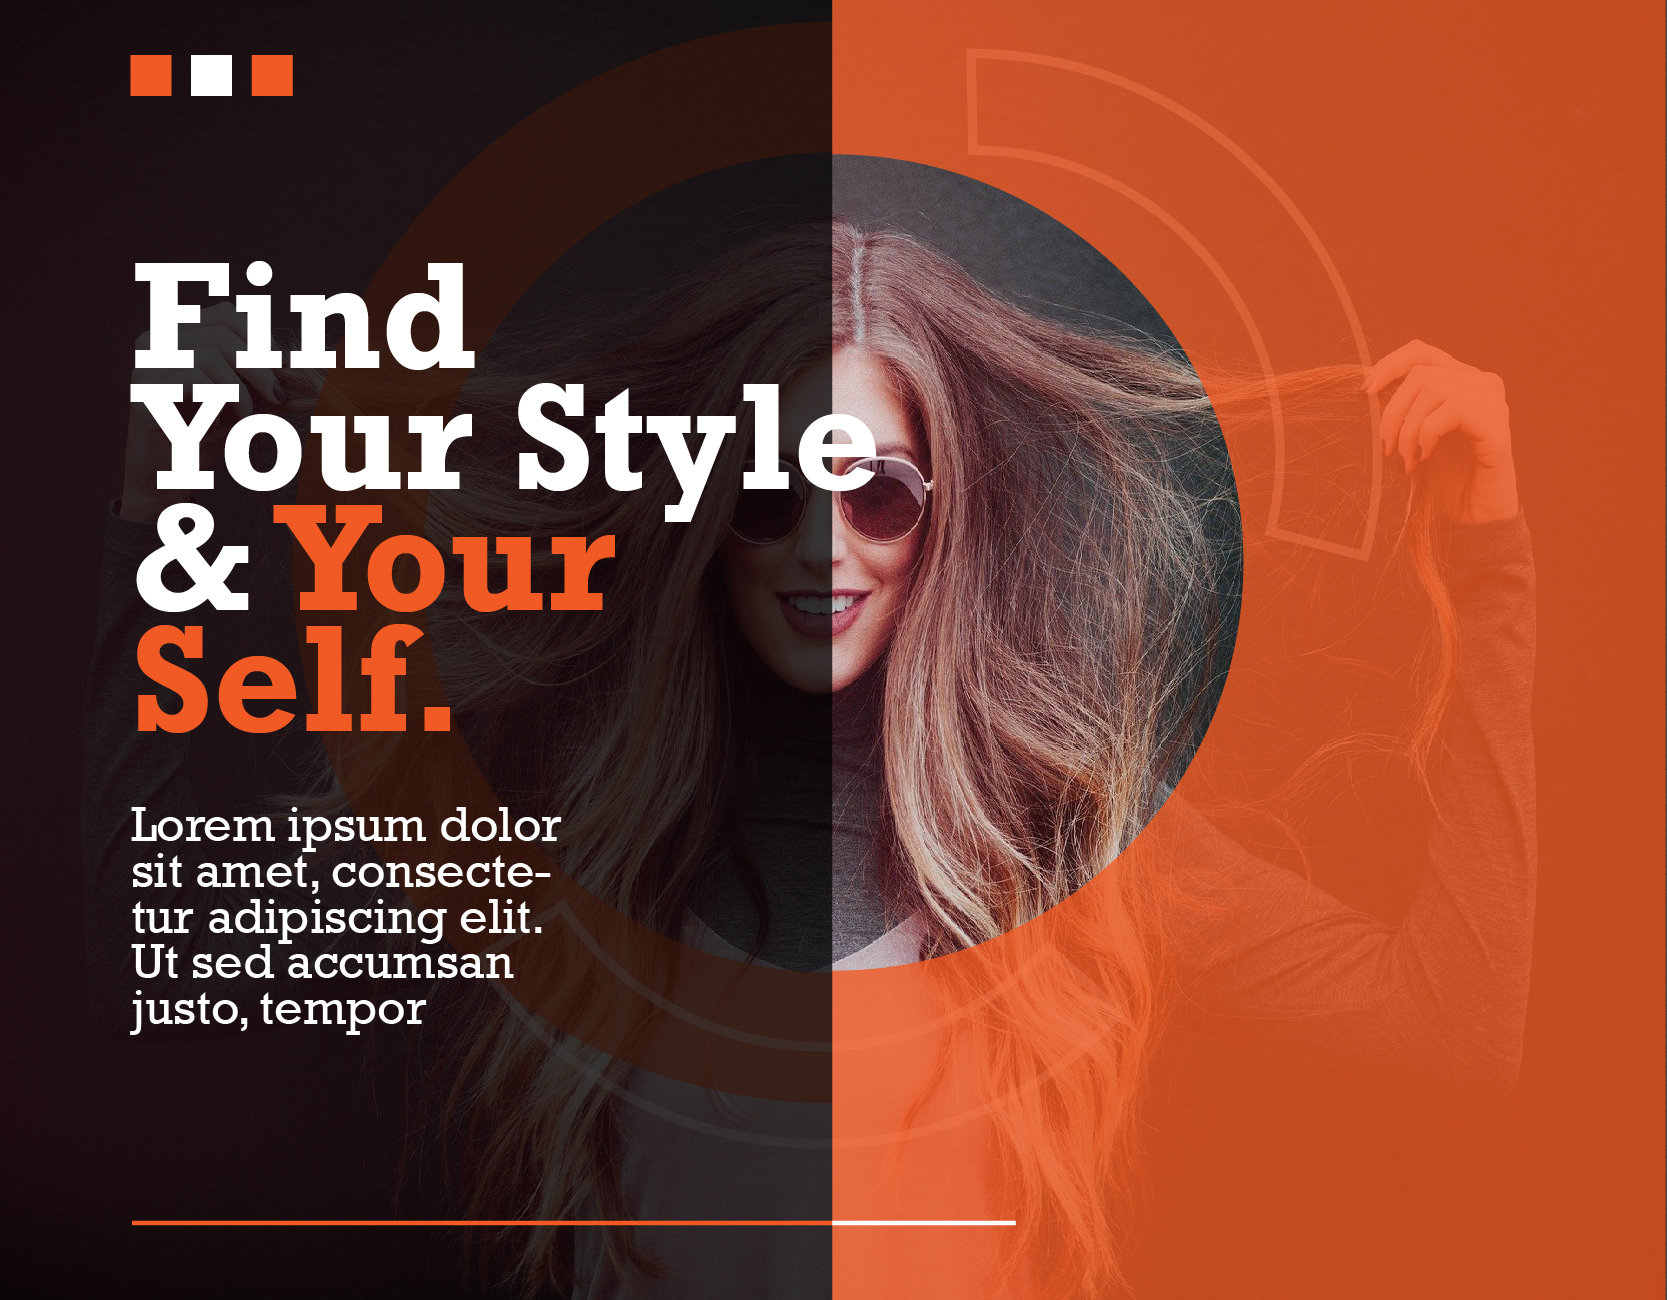 Find
Your Style
& Your
Self.
Lorem ipsum dolor
sit amet, consecte-
tur adipiscing elit.
Ut sed accumsan
justo, tempor